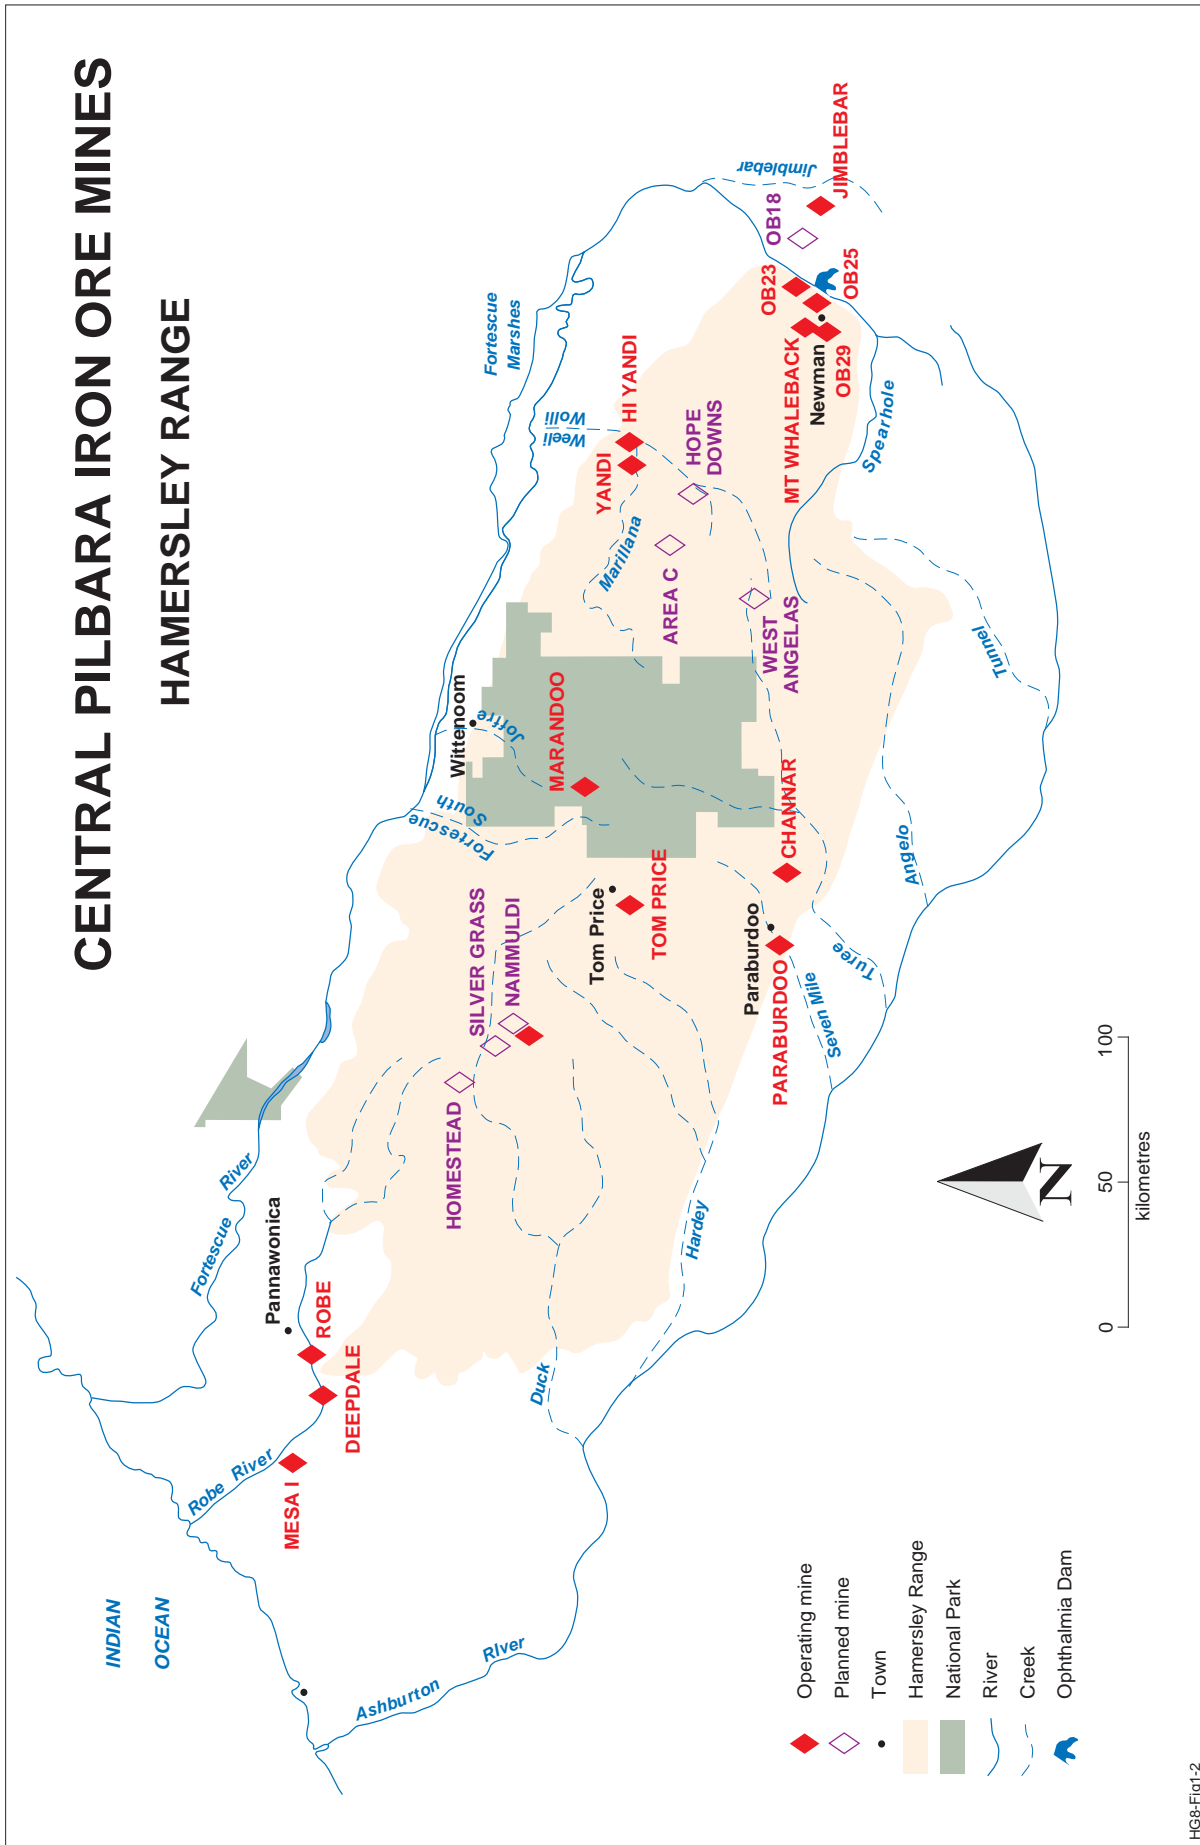 CENTRAL PILBARA IRON ORE MINES
HAMERSLEY RANGE
INDIAN
OCEAN
Fortescue
River
Robe River
Ashburton
RIver
Pannawonica
MESA I
DEEPDALE
ROBE
Duck
Hardey
HOMESTEAD
SILVER GRASS
NAMMULDI
Tom Price
TOM PRICE
Paraburdoo
PARABURDOO
Seven Mile
Turee
CHANNAR
Angelo
Tunnel
Fortescue
South
Wittenoom
Joffre
MARANDOO
Marillana
AREA C
WEST
ANGELAS
YANDI
HI YANDI
Weeli
Wolli
HOPE
DOWNS
Fortescue
Marshes
MT WHALEBACK
Newman
OB29
OB23
OB25
OB18
Jimblebar
JIMBLEBAR
Spearhole
Operating mine
Planned mine
Town
Hamersley Range
National Park
River
Creek
Ophthalmia Dam
0
50
100
kilometres
N
HG8-Fig1-2